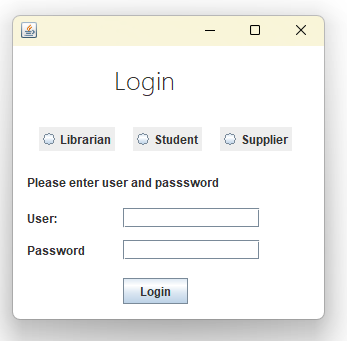 Login
Librarian Student Supplier
Please enter user and passsword
User:
Password
Login